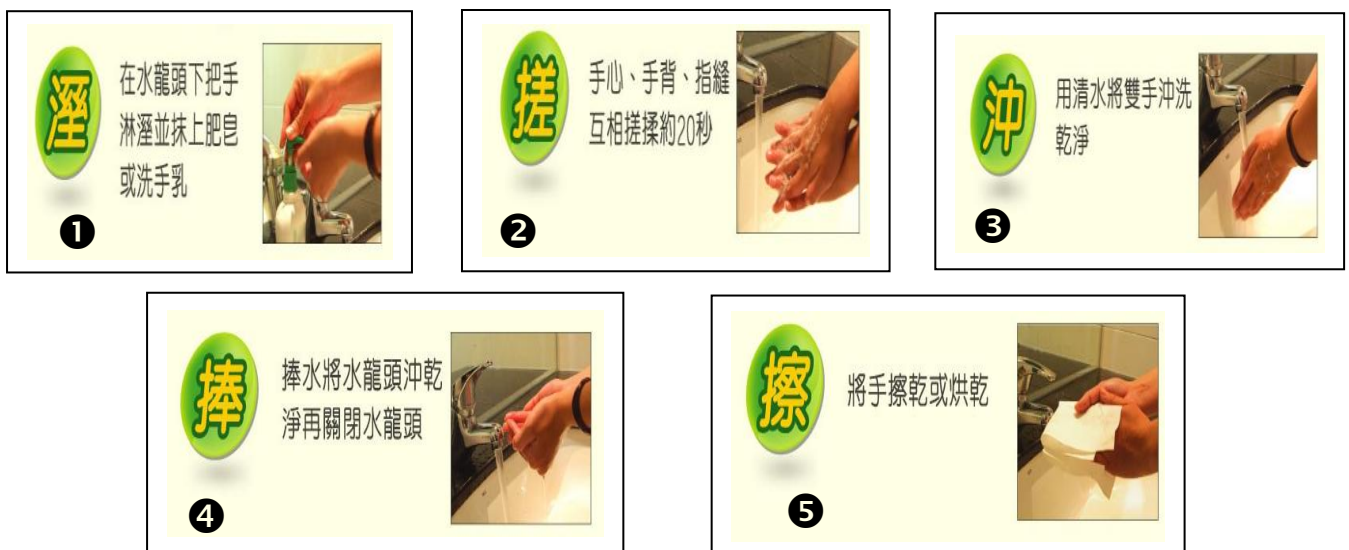 溼
在水龍頭下把手
淋溼並抹上肥皂
或洗手乳
❶
搓
手心、手背、指縫
互相搓揉約20秒
❷
沖
用清水將雙手沖洗
乾淨
❸
捧
捧水將水龍頭沖乾
淨再關閉水龍頭
❹
擦
將手擦乾或烘乾
❺